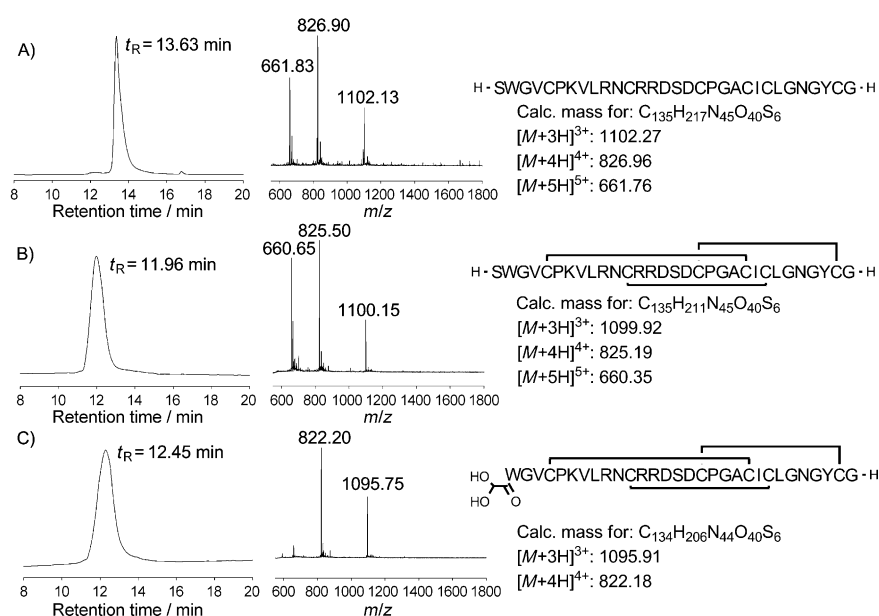 A)
tR = 13.63 min
8 10 12 14 16 18 20
Retention time / min
826.90
661.83
1102.13
600 800 1000 1200 1400 1600 1800
m/z
H - SWGVCPKVLRNCRRDSDCPGACICLGNGYCG - H
Calc. mass for: C135H217N45O40S6
[M+3H]3+: 1102.27
[M+4H]4+: 826.96
[M+5H]5+: 661.76
B)
tR = 11.96 min
8 10 12 14 16 18 20
Retention time / min
825.50
660.65
1100.15
600 800 1000 1200 1400 1600 1800
m/z
H - SWGVCPKVLRNCRRDSDCPGACICLGNGYCG - H
Calc. mass for: C135H211N45O40S6
[M+3H]3+: 1099.92
[M+4H]4+: 825.19
[M+5H]5+: 660.35
C)
tR = 12.45 min
8 10 12 14 16 18 20
Retention time / min
822.20
1095.75
600 800 1000 1200 1400 1600 1800
m/z
HO
HO
O
WGVCPKVLRNCRRDSDCPGACICLGNGYCG - H
Calc. mass for: C134H206N44O40S6
[M+3H]3+: 1095.91
[M+4H]4+: 822.18